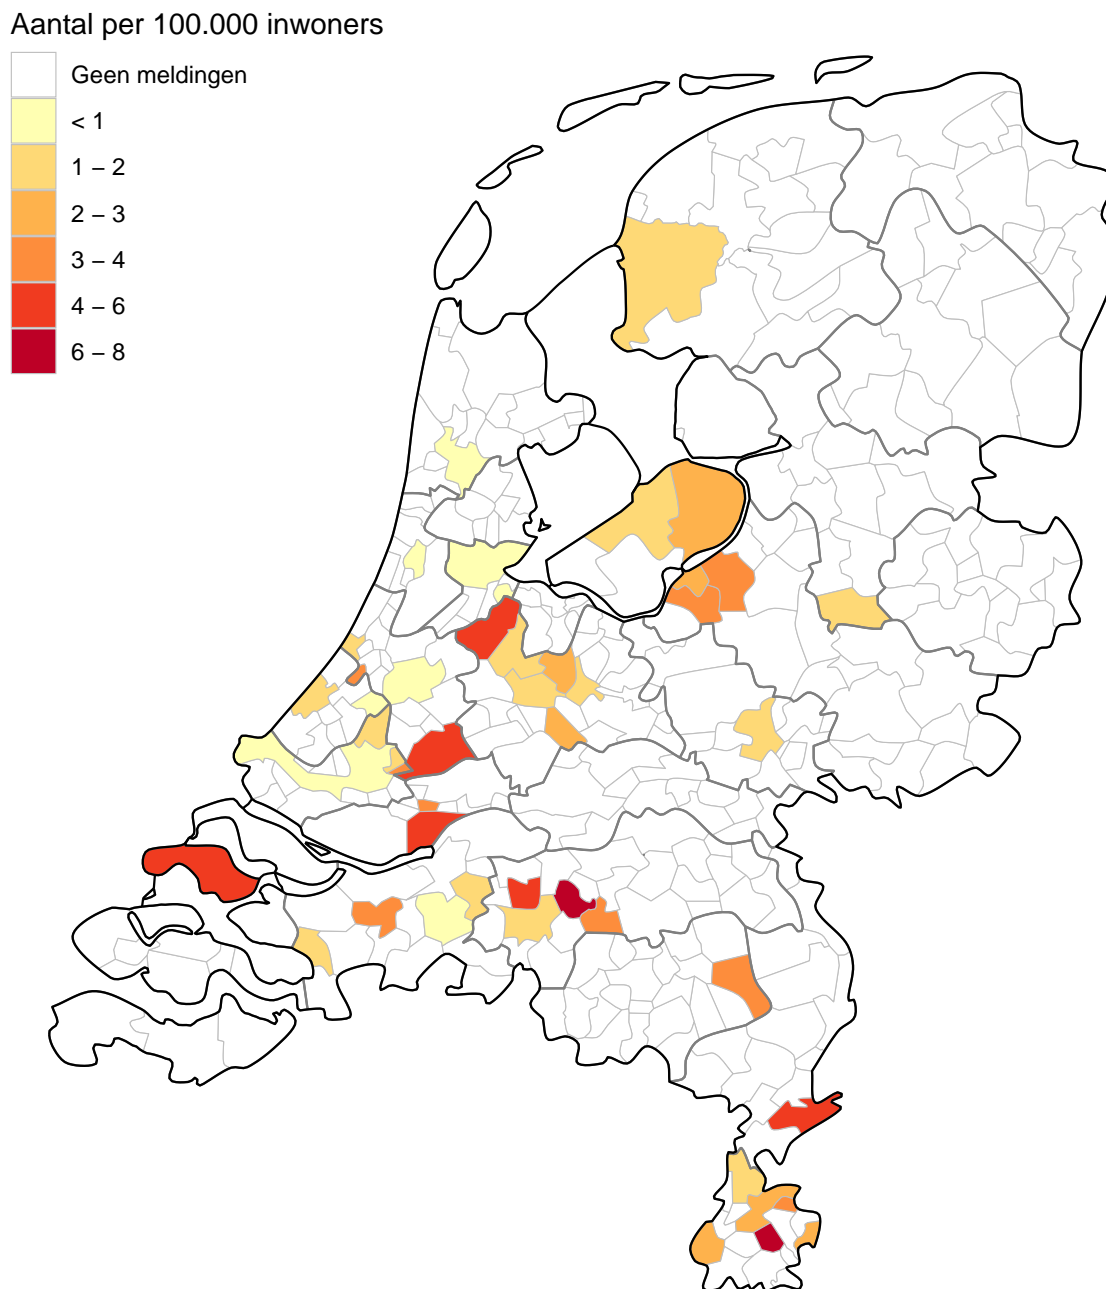 Aantal per 100.000 inwoners
Geen meldingen
< 1
1 – 2
2 – 3
3 – 4
4 – 6
6 – 8